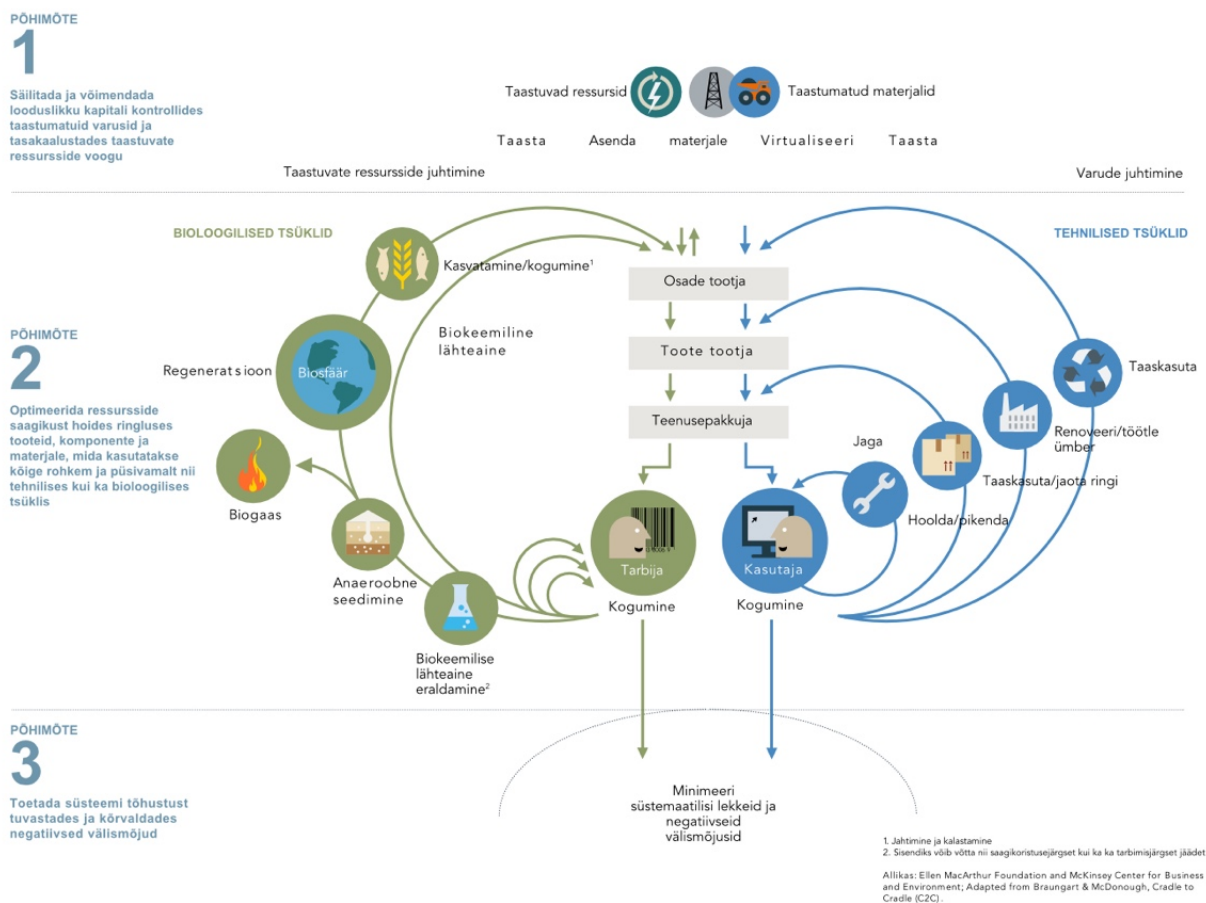 PÕHIMÕTE
1
Säilitada ja võimendada
looduslikku kapitali kontrollides
taastumatuid varusid ja
tasakaalustades taastuvate
ressursside voogu
Taastuvad ressursid
Taastumatud materjalid
Taasta Asenda materjale Virtualiseeri Taasta
Taastuvate ressursside juhtimine
Varude juhtimine
PÕHIMÕTE
2
Optimeerida ressursside
saagikust hoides ringluses
tooteid, komponente ja
materjale, mida kasutatakse
kõige rohkem ja püsivamalt nii
tehnilises kui ka bioloogilises
tsüklis
BIOLOOGILISED TSÜKLID
TEHNILISED TSÜKLID
Kasvatamine/kogumine1
Biokeemiline
lähteaine
Regeneratsioon
Biosfäär
Biogaas
Anaeroobne
seedimine
Biokeemilise
lähteaine
eraldamine2
Osade tootja
Toote tootja
Teenusepakkuja
Tarbija
Kogumine
Kasutaja
Kogumine
Jaga
Hoolda/pikenda
Taaskasuta/jaota ringi
Renoveeri/töötle
ümber
Taaskasuta
PÕHIMÕTE
3
Toetada süsteemi tõhustust
tuvastades ja kõrvaldades
negatiivsed välismõjud
Minimeeri
süstemaatilisi lekkeid ja
negatiivseid
välismõjusid
1. Jahtimine ja kalastamine
2. Sisendiks võib võtta nii saagikoristusejärgset kui ka ka tarbimisjärgset jäädet
Allikas: Ellen MacArthur Foundation and McKinsey Center for Business
and Environment; Adapted from Braungart & McDonough, Cradle to
Cradle (C2C).